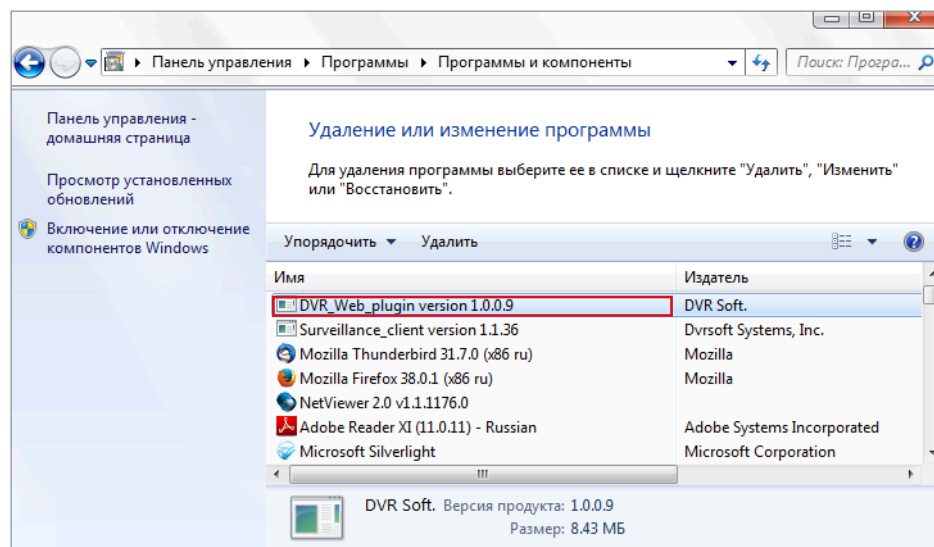 Панель управления ▸ Программы ▸ Программы и компоненты
Поиск: Програ...
Панель управления -
домашняя страница
Просмотр установленных
обновлений
Включение или отключение
компонентов Windows
Удаление или изменение программы
Для удаления программы выберите ее в списке и щелкните "Удалить", "Изменить"
или "Восстановить".
Упорядочить Удалить
Имя Издатель
DVR_Web_plugin version 1.0.0.9 DVR Soft.
Surveillance_client version 1.1.36 Dvrsoft Systems, Inc.
Mozilla Thunderbird 31.7.0 (x86 ru) Mozilla
Mozilla Firefox 38.0.1 (x86 ru) Mozilla
NetViewer 2.0 v1.1.1176.0
Adobe Reader XI (11.0.11) - Russian Adobe Systems Incorporated
Microsoft Silverlight Microsoft Corporation
DVR Soft. Версия продукта: 1.0.0.9
Размер: 8.43 МБ